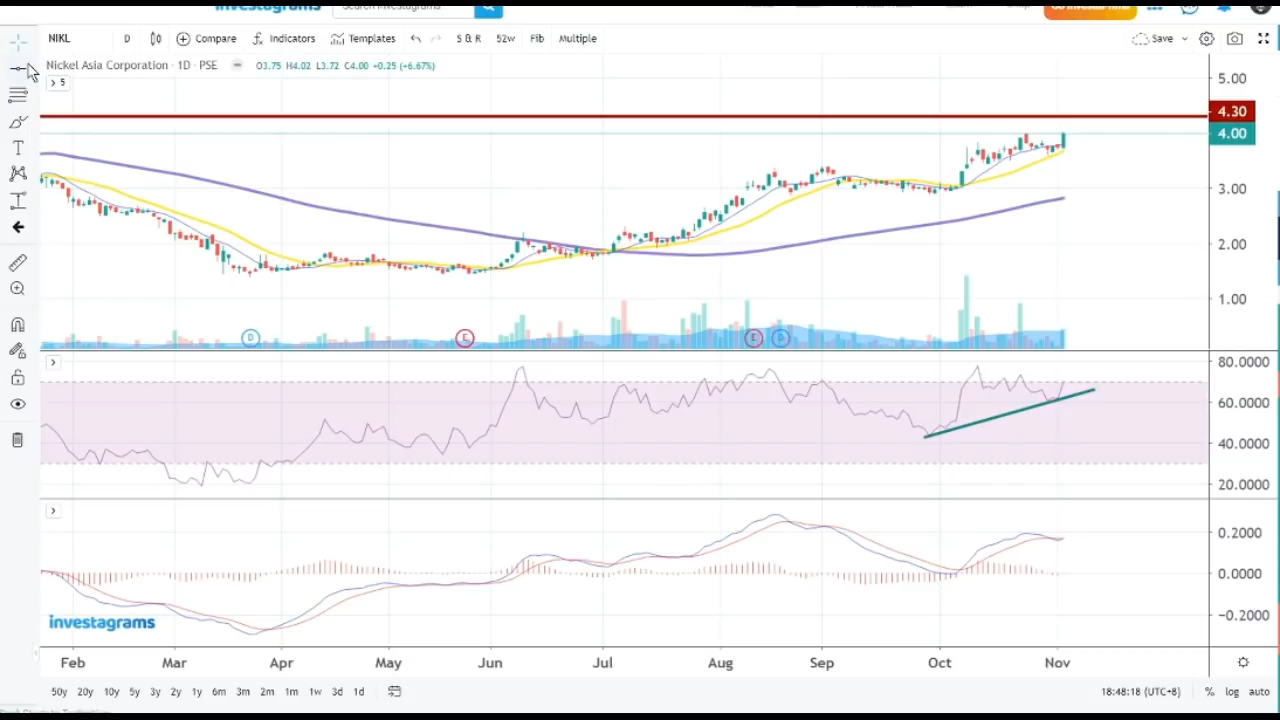 investagrams
Search Investagrams
NIKL D Compare Indicators Templates S & R 52w Fib Multiple Save
Nickel Asia Corporation · 1D · PSE O3.75 H4.02 L3.72 C4.00 +0.25 (+6.67%)
5
5.00
4.30
4.00
3.00
2.00
1.00
D E E D
80.0000
60.0000
40.0000
20.0000
0.2000
0.0000
−0.2000
investagrams
Feb Mar Apr May Jun Jul Aug Sep Oct Nov
50y 20y 10y 5y 3y 2y 1y 6m 3m 2m 1m 1w 3d 1d 18:48:18 (UTC+8) % log auto